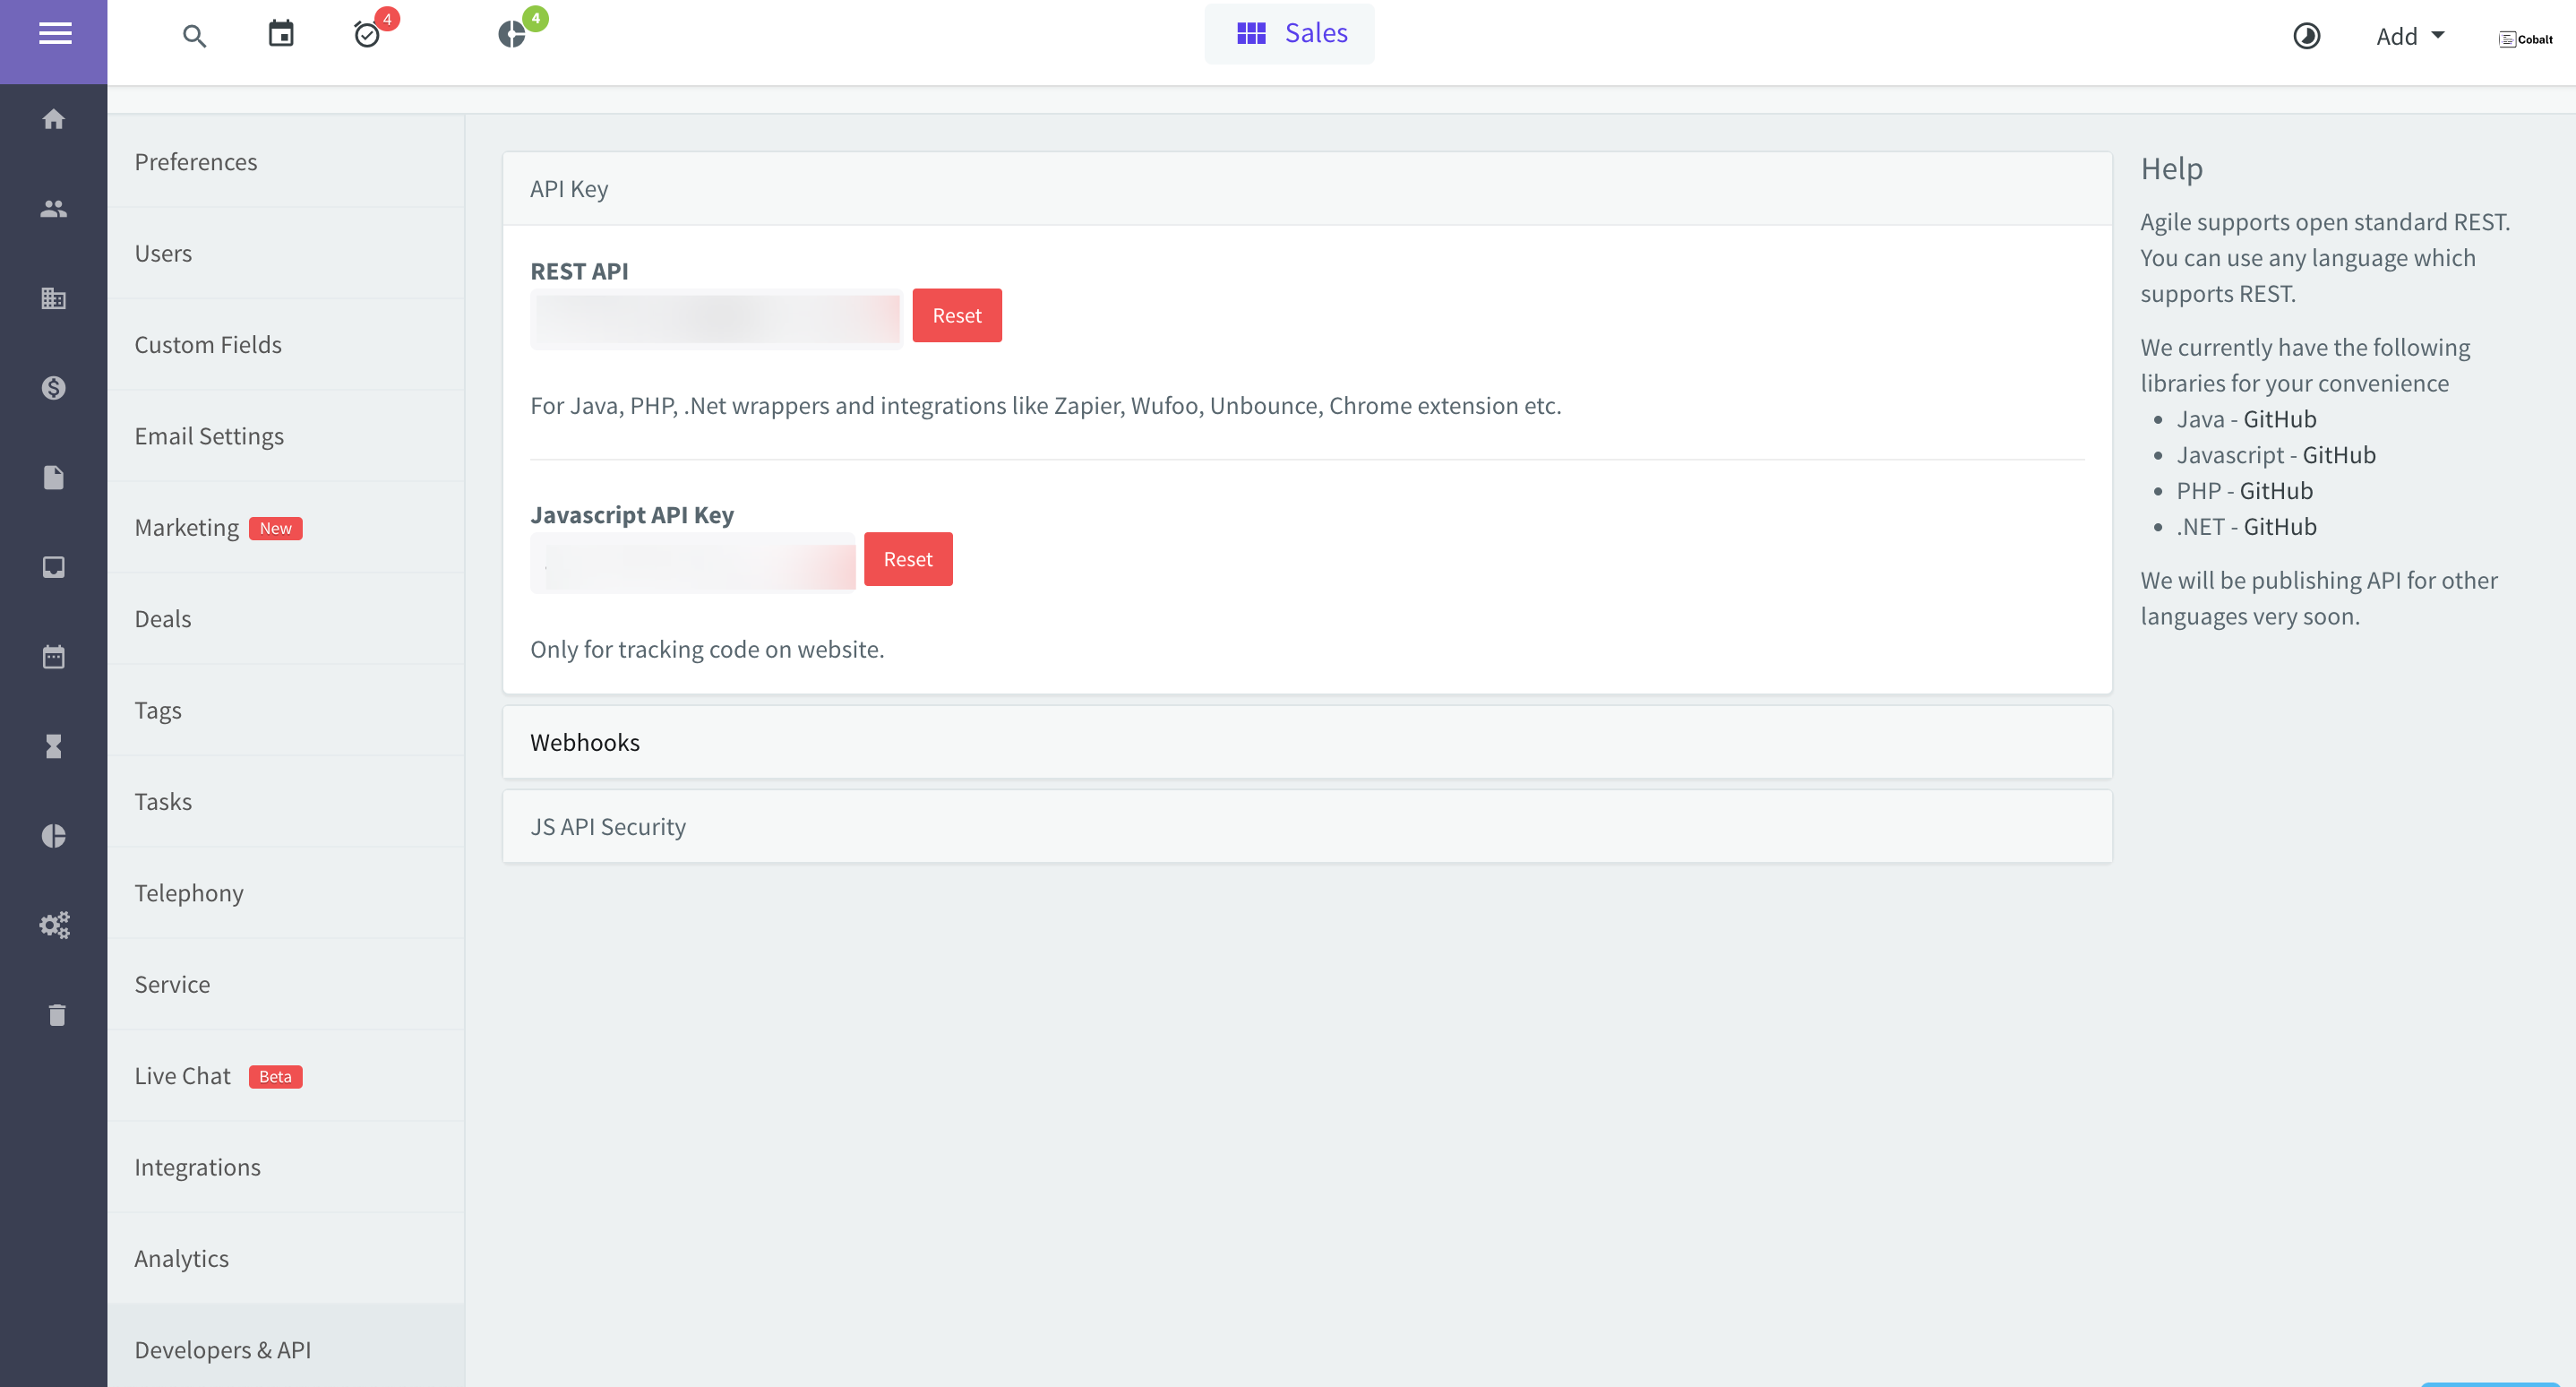 4
4
Sales
Add
Cobalt
Preferences
Users
Custom Fields
Email Settings
Marketing New
Deals
Tags
Tasks
Telephony
Service
Live Chat Beta
Integrations
Analytics
Developers & API
API Key
REST API
Reset
For Java, PHP, .Net wrappers and integrations like Zapier, Wufoo, Unbounce, Chrome extension etc.
Javascript API Key
Reset
Only for tracking code on website.
Webhooks
JS API Security
Help
Agile supports open standard REST.
You can use any language which
supports REST.
We currently have the following
libraries for your convenience
• Java - GitHub
• Javascript - GitHub
• PHP - GitHub
• .NET - GitHub
We will be publishing API for other
languages very soon.